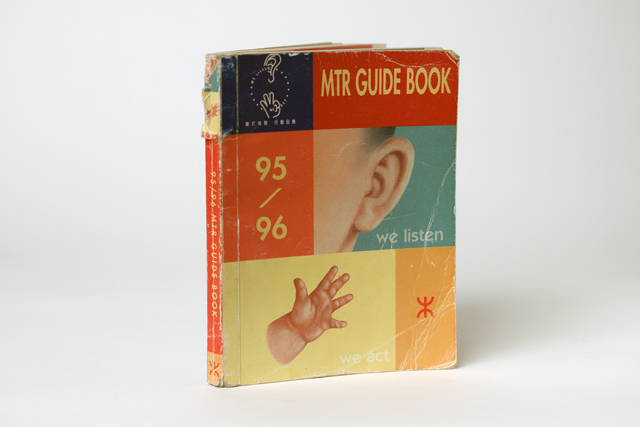 MTR GUIDE BOOK
95
/
96
we listen
we act
95/96 MTR GUIDE BOOK